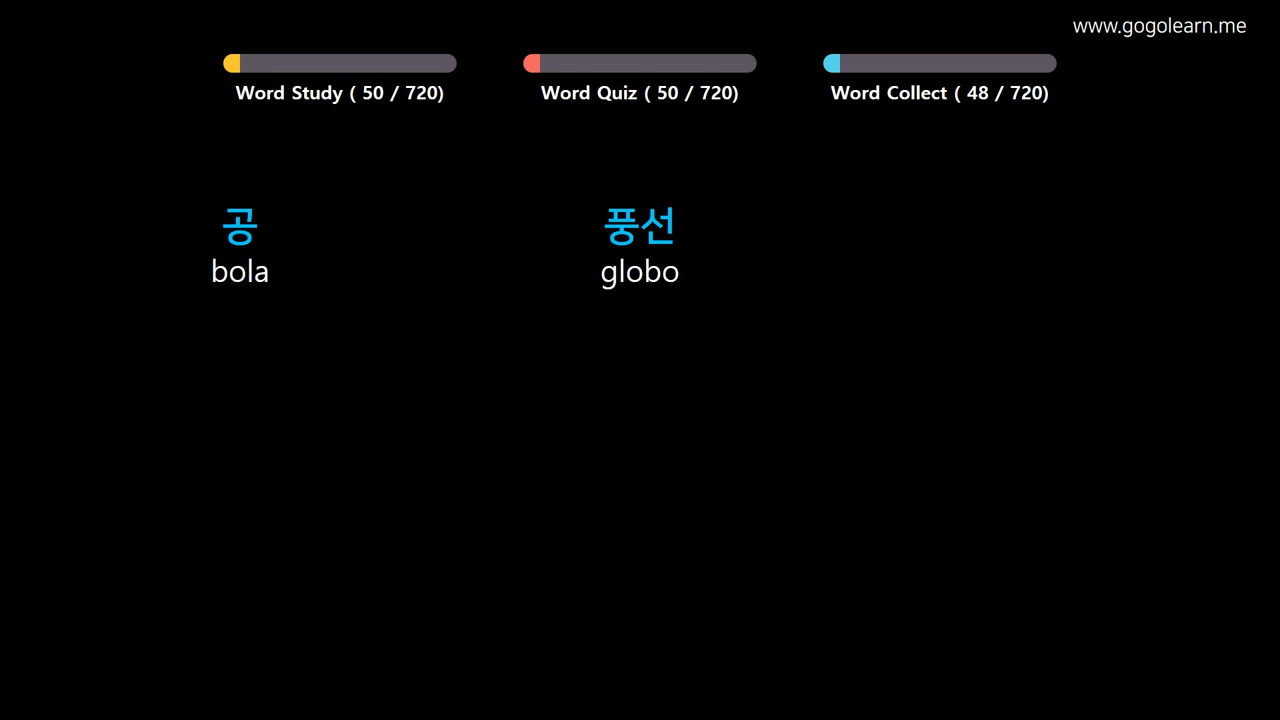 www.gogolearn.me
Word Study ( 50 / 720)
Word Quiz ( 50 / 720)
Word Collect ( 48 / 720)
공
bola
풍선
globo